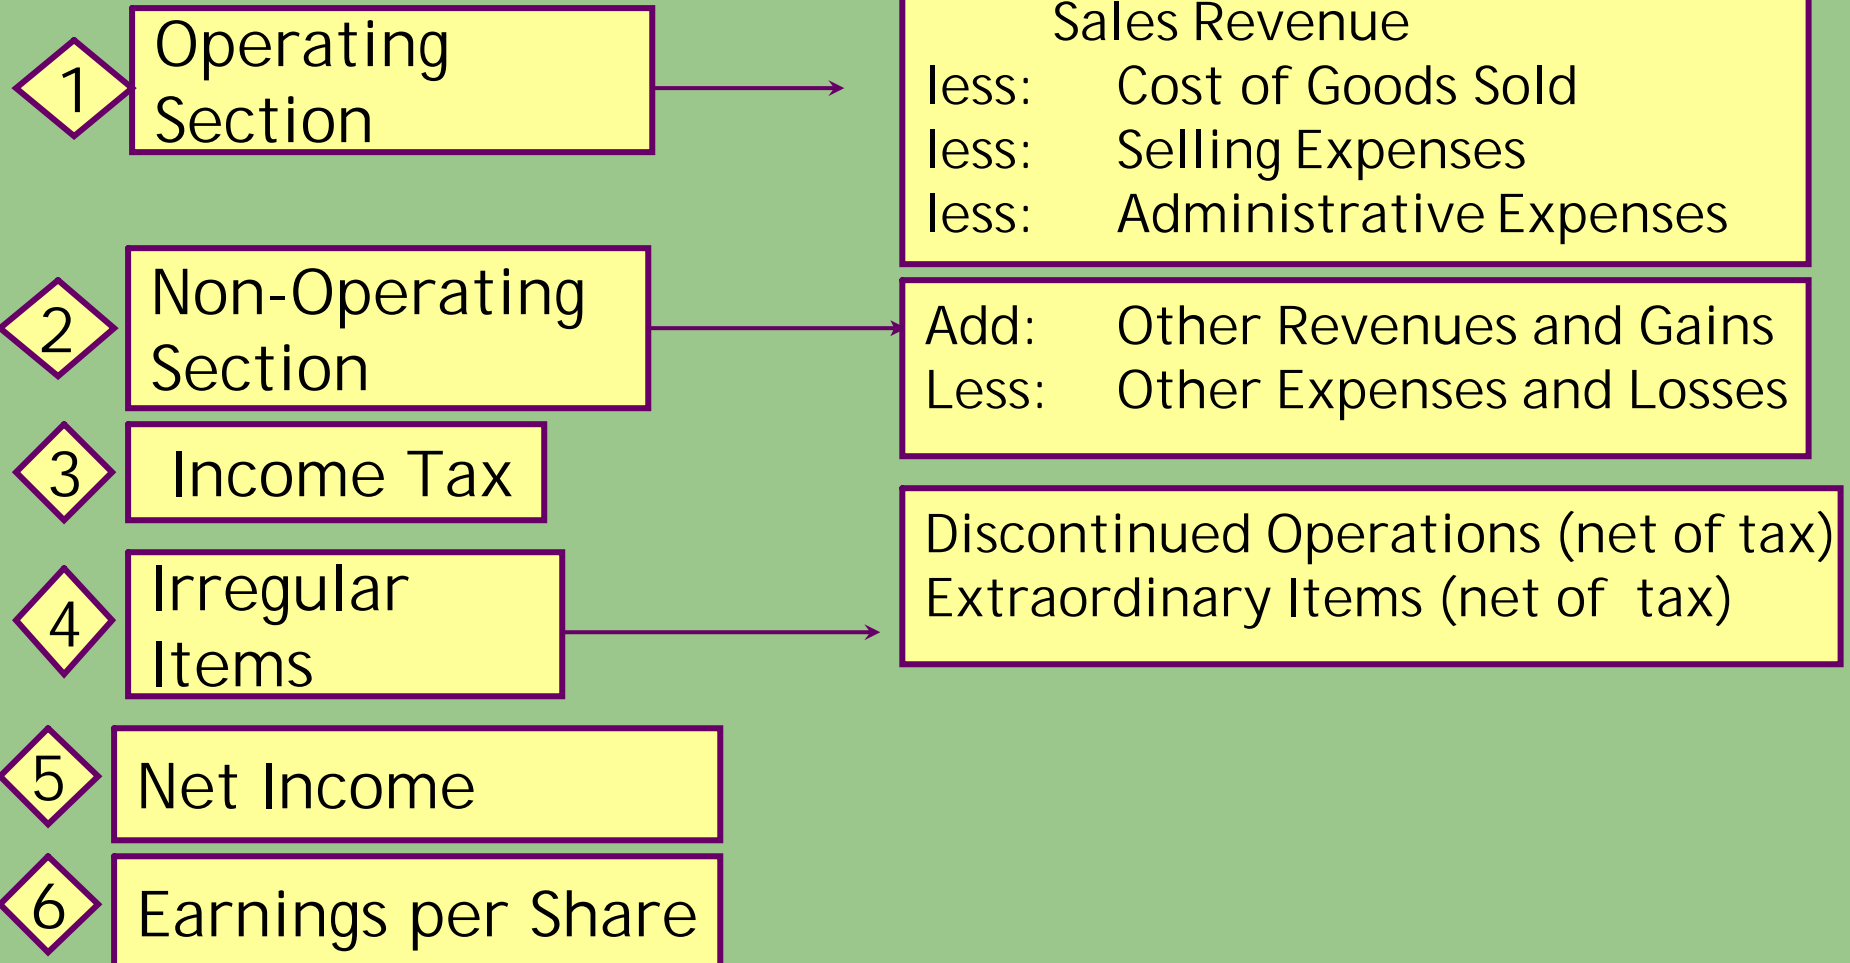 1
Operating
Section
Sales Revenue
less: Cost of Goods Sold
less: Selling Expenses
less: Administrative Expenses
2
Non-Operating
Section
Add: Other Revenues and Gains
Less: Other Expenses and Losses
3
Income Tax
4
Irregular
Items
Discontinued Operations (net of tax)
Extraordinary Items (net of tax)
5
Net Income
6
Earnings per Share